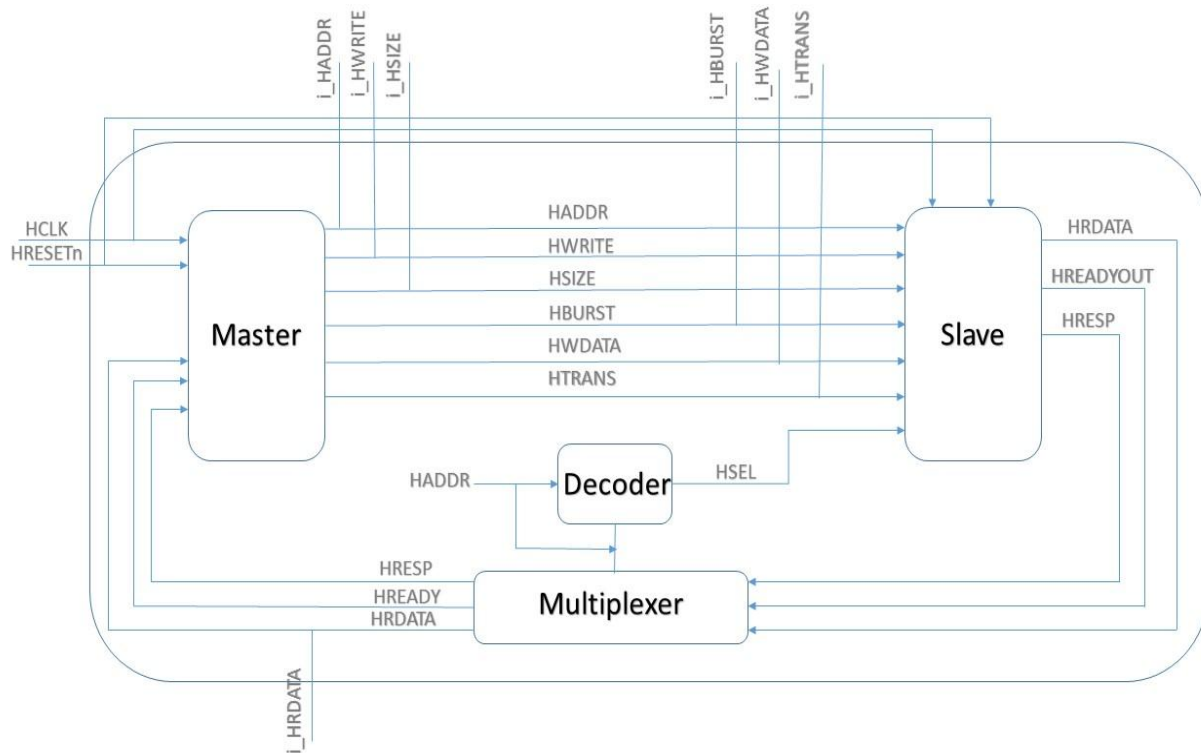 i_HADDR
i_HWRITE
i_HSIZE
i_HBURST
i_HWDATA
i_HTRANS
HCLK
HRESETn
Master
HADDR
HWRITE
HSIZE
HBURST
HWDATA
HTRANS
Slave
HRDATA
HREADYOUT
HRESP
HADDR
Decoder
HSEL
HRESP
HREADY
HRDATA
Multiplexer
i_HRDATA